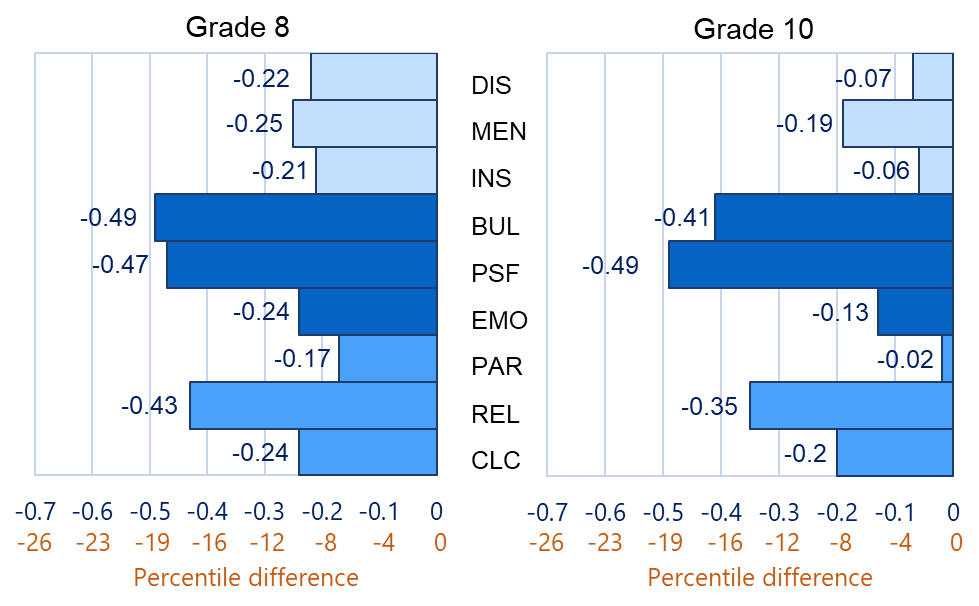 Grade 8 Grade 10
-0.22 DIS -0.07
-0.25 MEN -0.19
-0.21 INS -0.06
-0.49 BUL -0.41
-0.47 PSF -0.49
-0.24 EMO -0.13
-0.17 PAR -0.02
-0.43 REL -0.35
-0.24 CLC -0.2
-0.7 -0.6 -0.5 -0.4 -0.3 -0.2 -0.1 0 -0.7 -0.6 -0.5 -0.4 -0.3 -0.2 -0.1 0
-26 -23 -19 -16 -12 -8 -4 0 -26 -23 -19 -16 -12 -8 -4 0
Percentile difference Percentile difference